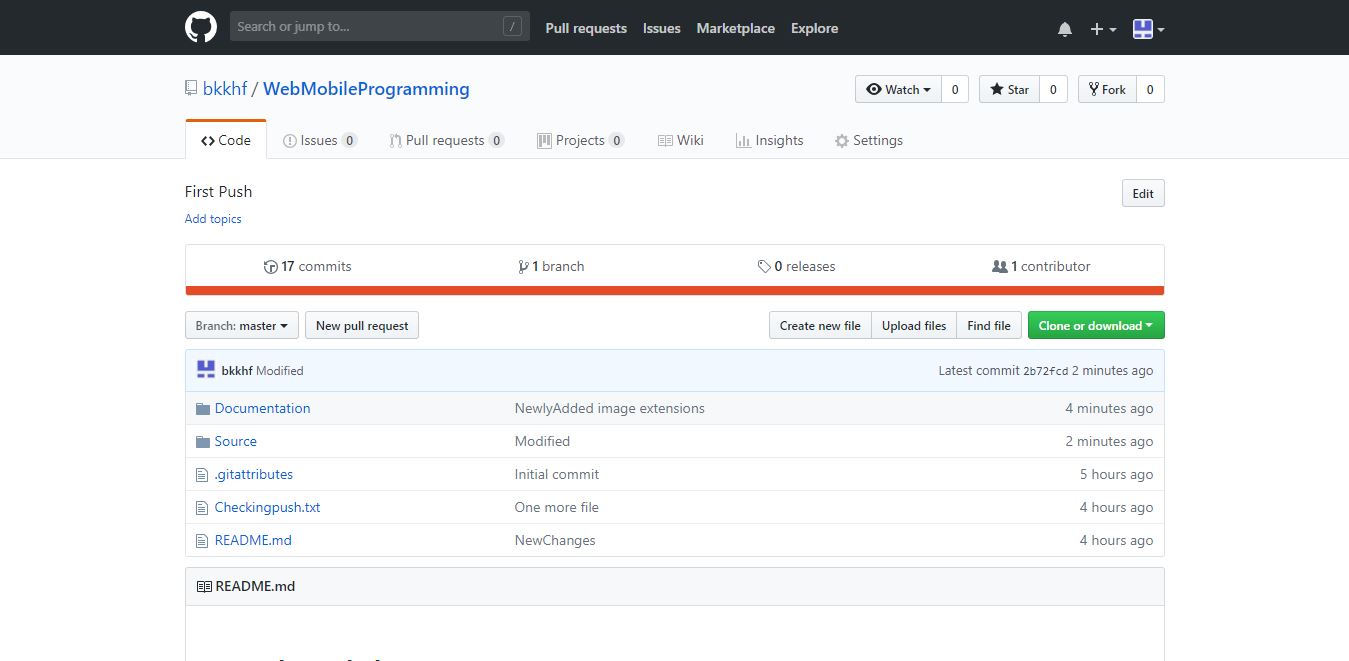 Search or jump to... / Pull requests Issues Marketplace Explore
bkkhf / WebMobileProgramming Watch 0 Star 0 Fork 0
Code Issues 0 Pull requests 0 Projects 0 Wiki Insights Settings
First Push Edit
Add topics
17 commits 1 branch 0 releases 1 contributor
Branch: master New pull request Create new file Upload files Find file Clone or download
bkkhf Modified Latest commit 2b72fcd 2 minutes ago
Documentation NewlyAdded image extensions 4 minutes ago
Source Modified 2 minutes ago
.gitattributes Initial commit 5 hours ago
Checkingpush.txt One more file 4 hours ago
README.md NewChanges 4 hours ago
README.md